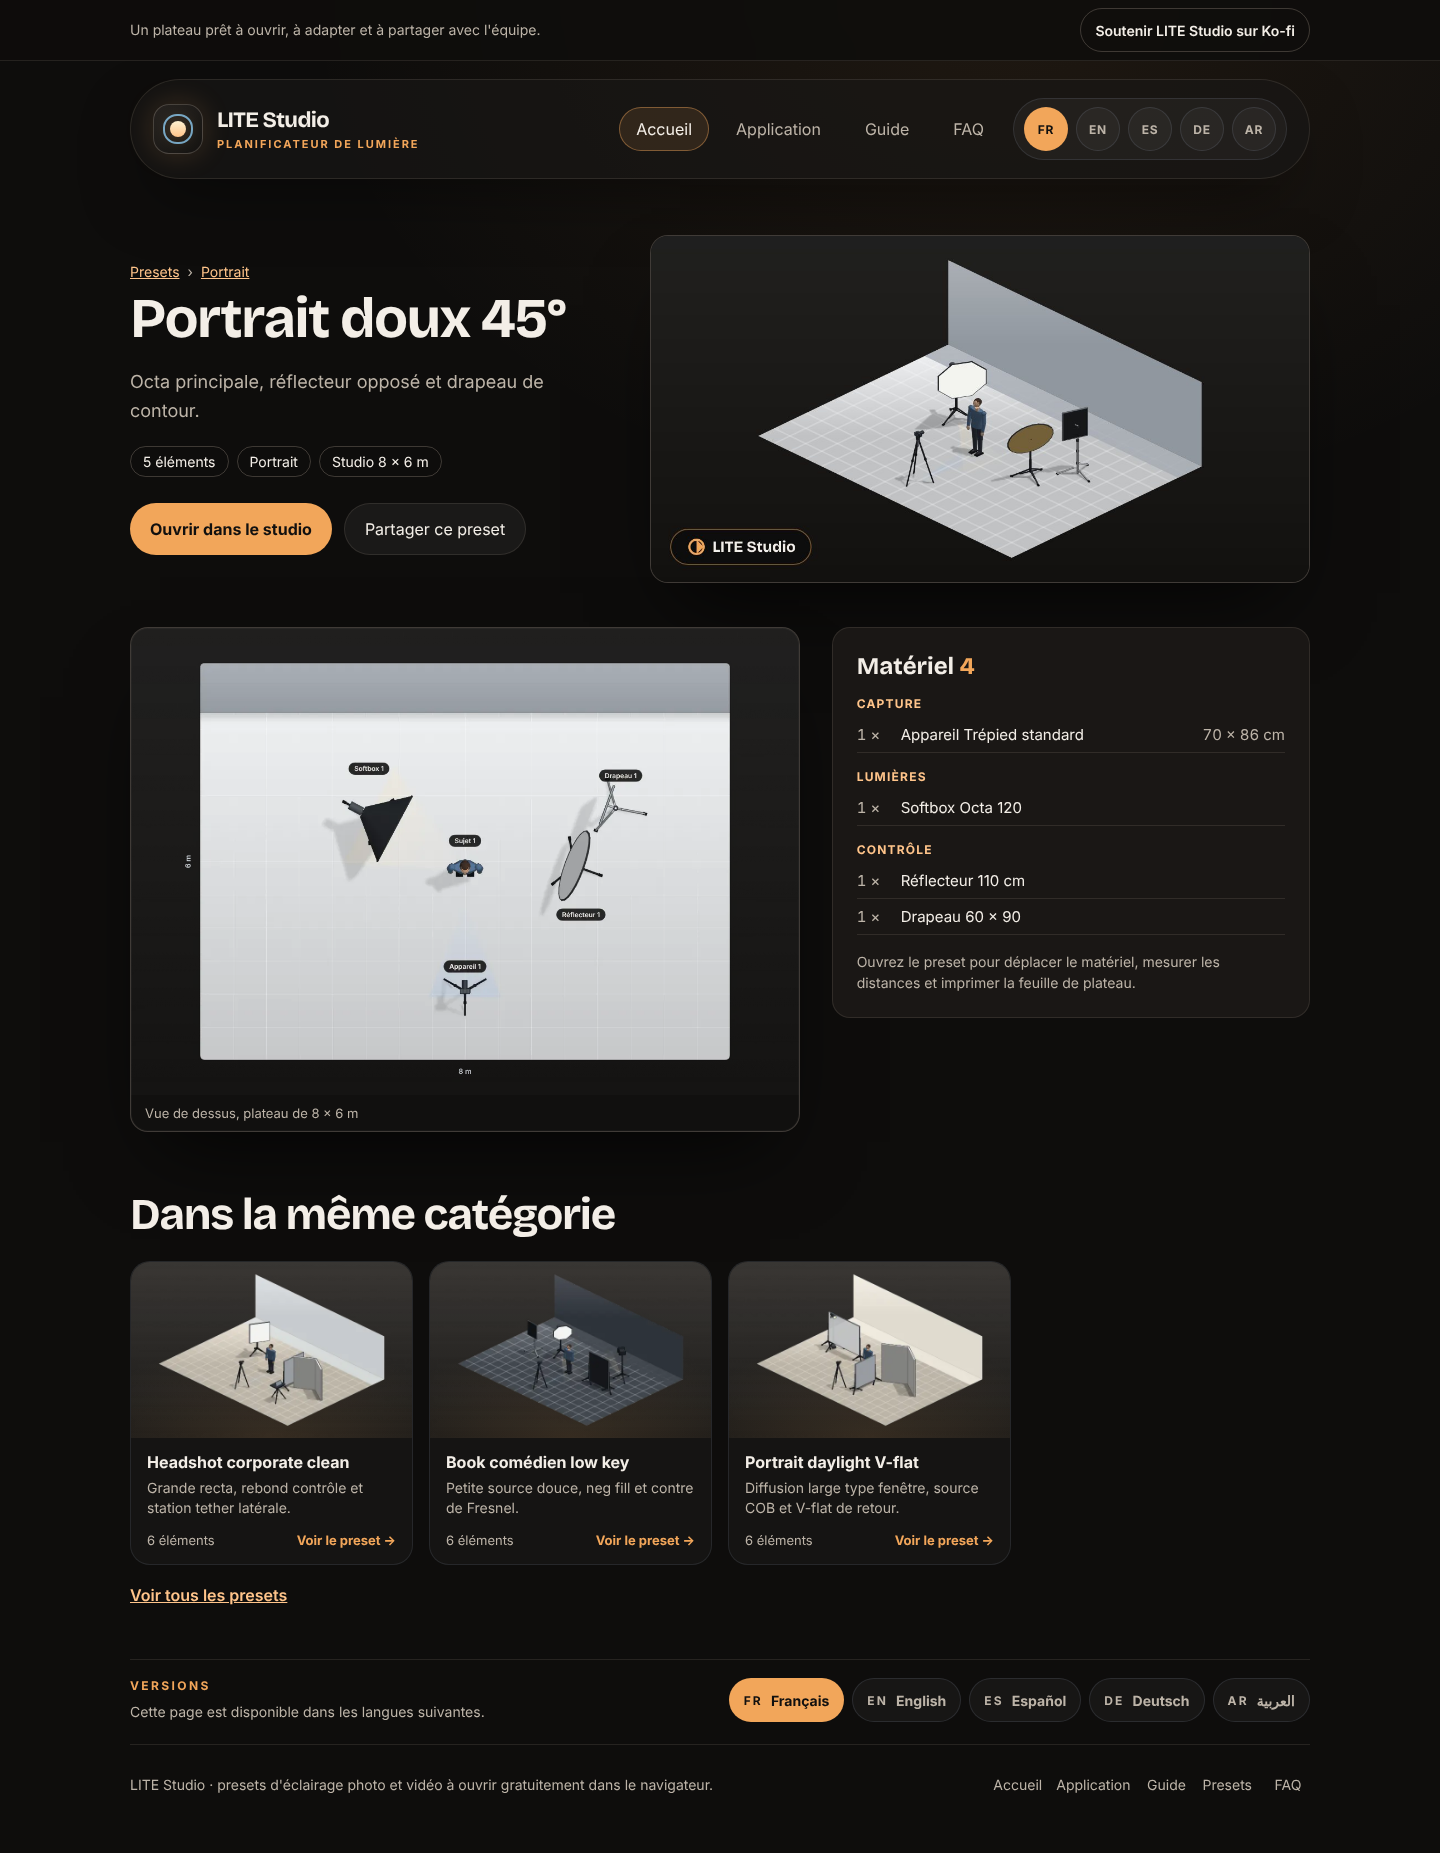 Un plateau prêt à ouvrir, à adapter et à partager avec l'équipe.
Soutenir LITE Studio sur Ko-fi
LITE Studio
PLANIFICATEUR DE LUMIÈRE
Accueil
Application
Guide
FAQ
FR
EN
ES
DE
AR
Presets › Portrait
Portrait doux 45°
Octa principale, réflecteur opposé et drapeau de
contour.
5 éléments
Portrait
Studio 8 × 6 m
Ouvrir dans le studio
Partager ce preset
LITE Studio
Softbox 1
Drapeau 1
Sujet 1
Réflecteur 1
Appareil 1
6 m
8 m
Vue de dessus, plateau de 8 × 6 m
Matériel 4
CAPTURE
1 × Appareil Trépied standard 70 × 86 cm
LUMIÈRES
1 × Softbox Octa 120
CONTRÔLE
1 × Réflecteur 110 cm
1 × Drapeau 60 × 90
Ouvrez le preset pour déplacer le matériel, mesurer les
distances et imprimer la feuille de plateau.
Dans la même catégorie
Headshot corporate clean
Grande recta, rebond contrôle et
station tether latérale.
6 éléments
Voir le preset →
Book comédien low key
Petite source douce, neg fill et contre
de Fresnel.
6 éléments
Voir le preset →
Portrait daylight V-flat
Diffusion large type fenêtre, source
COB et V-flat de retour.
6 éléments
Voir le preset →
Voir tous les presets
VERSIONS
Cette page est disponible dans les langues suivantes.
FR Français
EN English
ES Español
DE Deutsch
AR العربية
LITE Studio · presets d'éclairage photo et vidéo à ouvrir gratuitement dans le navigateur.
Accueil
Application
Guide
Presets
FAQ